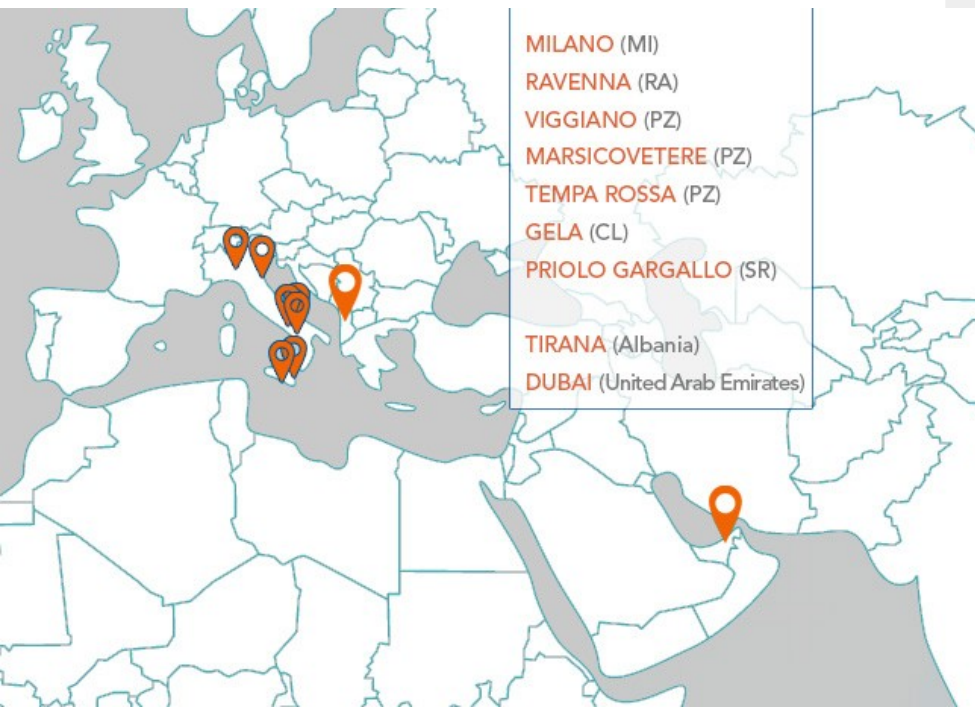 MILANO (MI)
RAVENNA (RA)
VIGGIANO (PZ)
MARSICOVETERE (PZ)
TEMPA ROSSA (PZ)
GELA (CL)
PRIOLO GARGALLO (SR)
TIRANA (Albania)
DUBAI (United Arab Emirates)